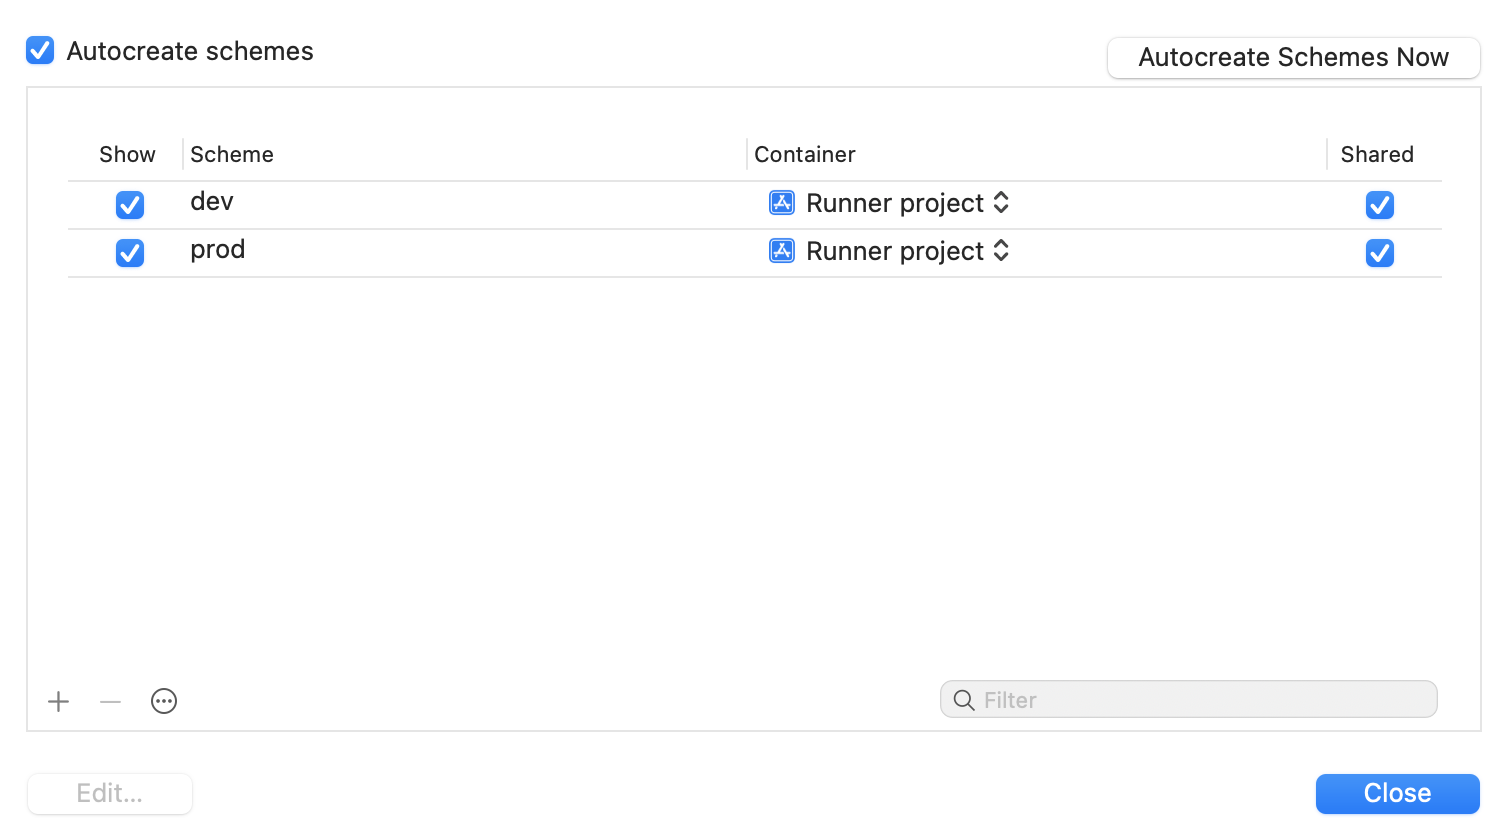 Autocreate schemes
Autocreate Schemes Now
Show Scheme Container Shared
dev Runner project
prod Runner project
Filter
Edit...
Close